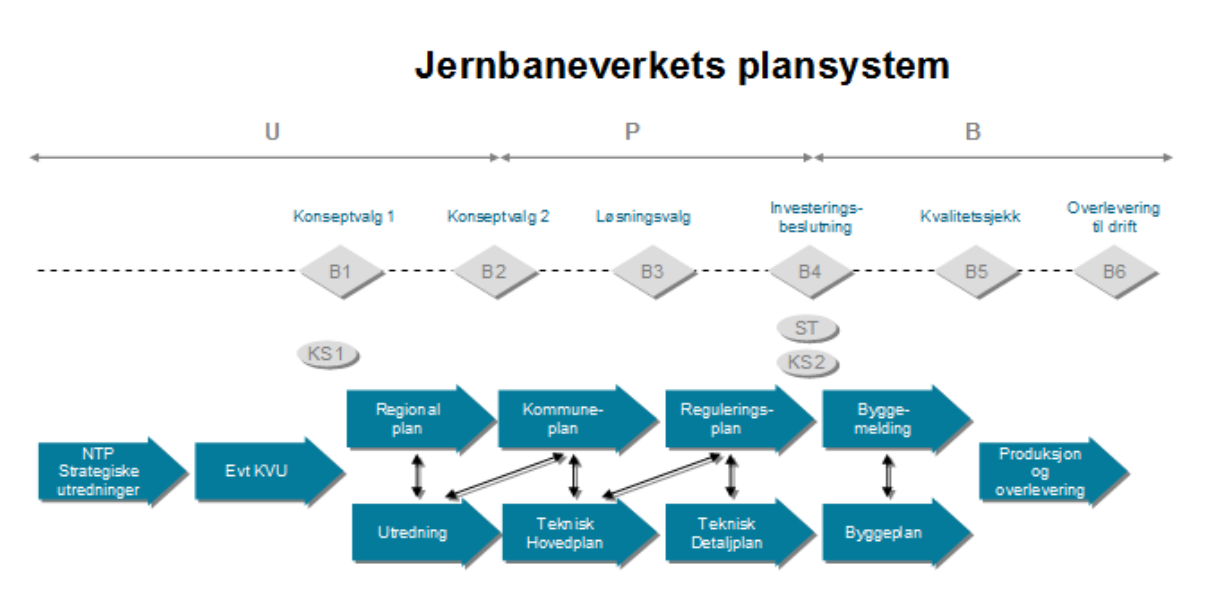 Jernbaneverkets plansystem
U
P
B
Konseptvalg 1
Konseptvalg 2
Løsningsvalg
Investerings-
beslutning
Kvalitetssjekk
Overlevering
til drift
B1
B2
B3
B4
B5
B6
ST
KS1
KS2
Regional
plan
Kommune-
plan
Regulerings-
plan
Bygge-
melding
NTP
Strategiske
utredninger
Evt KVU
Produksjon
og
overlevering
Utredning
Teknisk
Hovedplan
Teknisk
Detaljplan
Byggeplan